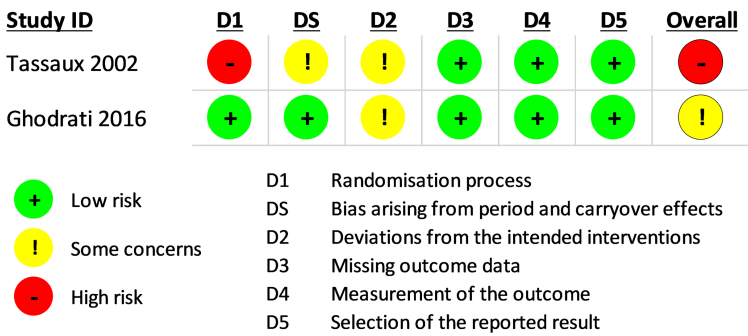 Study ID D1 DS D2 D3 D4 D5 Overall
Tassaux 2002 - ! ! + + + -
Ghodrati 2016 + + ! + + + !
+ Low risk
! Some concerns
- High risk
D1 Randomisation process
DS Bias arising from period and carryover effects
D2 Deviations from the intended interventions
D3 Missing outcome data
D4 Measurement of the outcome
D5 Selection of the reported result